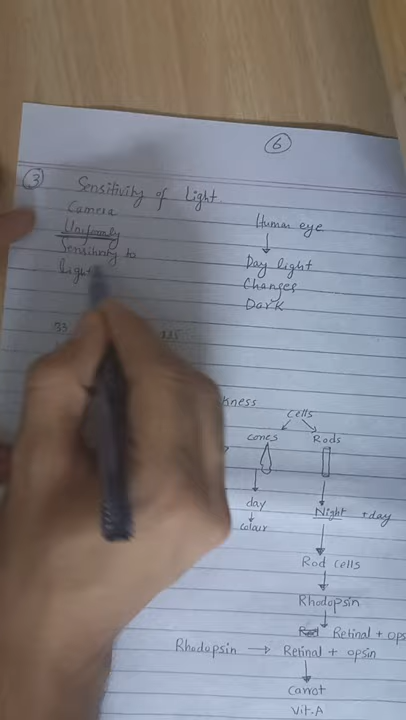 6
3 Sensitivity of Light
Camera
Uniformly
Sensitivity to
light
Human eye
Day light
Changes
Dark
33
kness
Cells
cones
Rods
day
colour
Night + day
Rod cells
Rhodopsin
Retinal + ops
Rhodopsin → Retinal + opsin
carrot
Vit.A